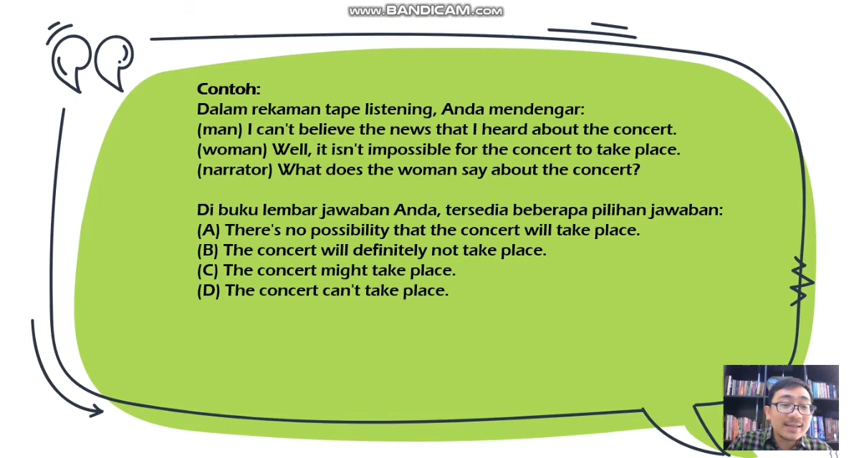 WWW.BANDICAM.COM
Contoh:
Dalam rekaman tape listening, Anda mendengar:
(man) I can't believe the news that I heard about the concert.
(woman) Well, it isn't impossible for the concert to take place.
(narrator) What does the woman say about the concert?
Di buku lembar jawaban Anda, tersedia beberapa pilihan jawaban:
(A) There's no possibility that the concert will take place.
(B) The concert will definitely not take place.
(C) The concert might take place.
(D) The concert can't take place.